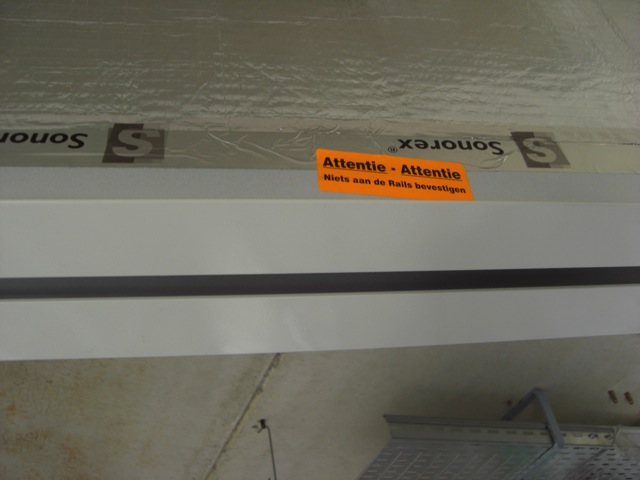 Sonorex
Sonorex®
Attentie - Attentie
Niets aan de Rails bevestigen